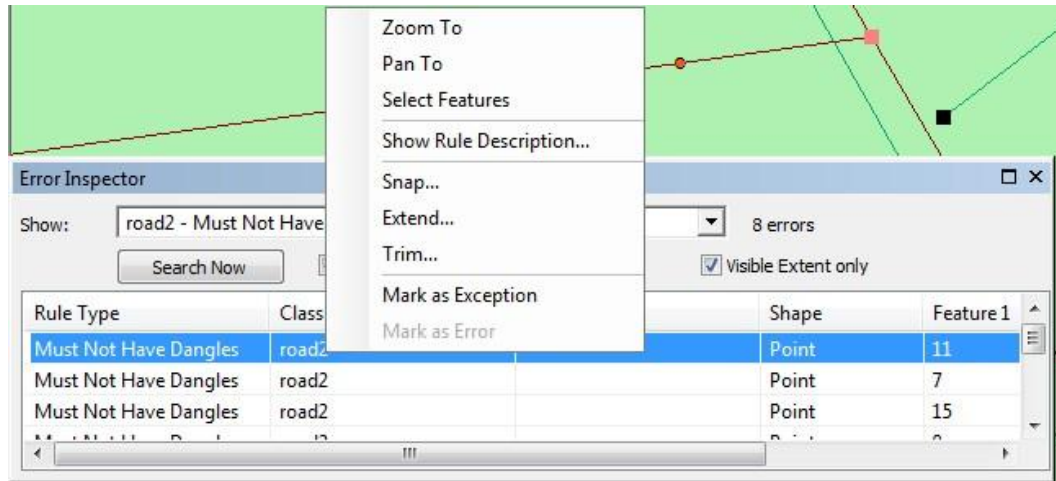 Zoom To
Pan To
Select Features
Show Rule Description...
Snap...
Extend...
Trim...
Mark as Exception
Mark as Error
Error Inspector
Show: road2 - Must Not Have 8 errors
Search Now Visible Extent only
Rule Type Class Shape Feature 1
Must Not Have Dangles road2 Point 11
Must Not Have Dangles road2 Point 7
Must Not Have Dangles road2 Point 15